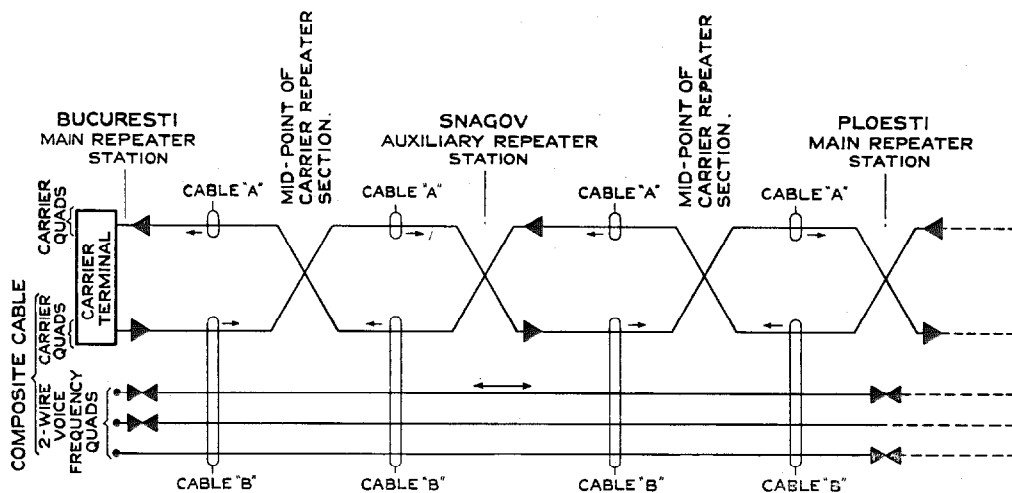 BUCURESTI
MAIN REPEATER
STATION
MID-POINT OF
CARRIER REPEATER
SECTION.
SNAGOV
AUXILIARY REPEATER
STATION
MID-POINT OF
CARRIER REPEATER
SECTION.
PLOESTI
MAIN REPEATER
STATION
CABLE "A"
CABLE "A"
CABLE "A"
CABLE "A"
CARRIER
QUADS
CARRIER
TERMINAL
CARRIER
QUADS
COMPOSITE CABLE
2-WIRE
VOICE
FREQUENCY
QUADS
CABLE "B"
CABLE "B"
CABLE "B"
CABLE "B"